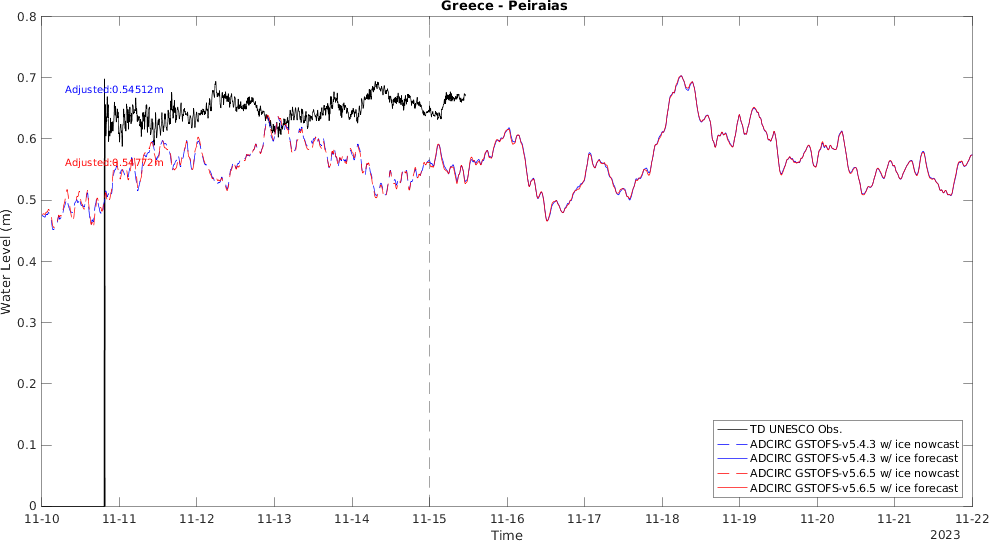 Greece - Peiraias
0.8
0.7
0.6
0.5
0.4
0.3
0.2
0.1
0
Water Level (m)
Adjusted:0.54512m
Adjusted:0.54772m
TD UNESCO Obs.
ADCIRC GSTOFS-v5.4.3 w/ ice nowcast
ADCIRC GSTOFS-v5.4.3 w/ ice forecast
ADCIRC GSTOFS-v5.6.5 w/ ice nowcast
ADCIRC GSTOFS-v5.6.5 w/ ice forecast
11-10 11-11 11-12 11-13 11-14 11-15 11-16 11-17 11-18 11-19 11-20 11-21 11-22
Time
2023